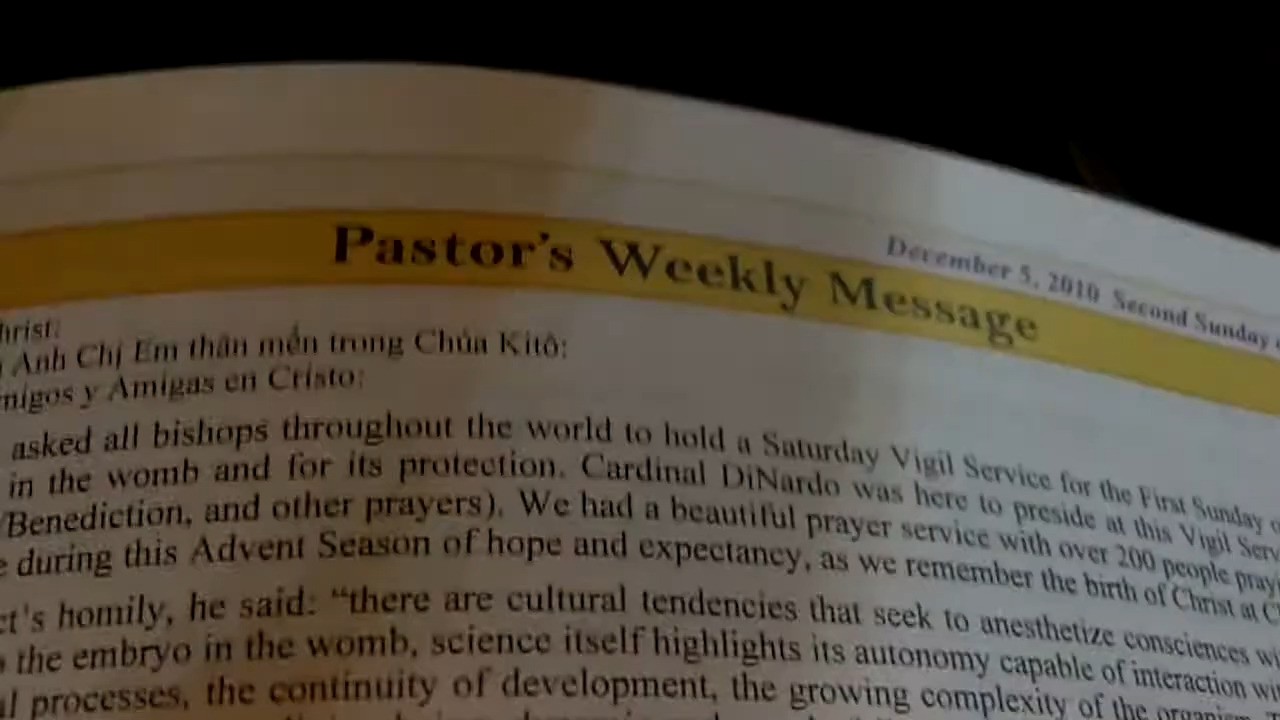 December 5, 2010 Second Sunday
Pastor's Weekly Message
hrist:
Anh Chị Em thân mến trong Chúa Kitô:
migos y Amigas en Cristo:
asked all bishops throughout the world to hold a Saturday Vigil Service for the First Sunday
in the womb and for its protection. Cardinal DiNardo was here to preside at this Vigil Serv
/Benediction, and other prayers). We had a beautiful prayer service with over 200 people pray
e during this Advent Season of hope and expectancy, as we remember the birth of Christ at C
ct's homily, he said: “there are cultural tendencies that seek to anesthetize consciences wi
the embryo in the womb, science itself highlights its autonomy capable of interaction wi
al processes, the continuity of development, the growing complexity of the